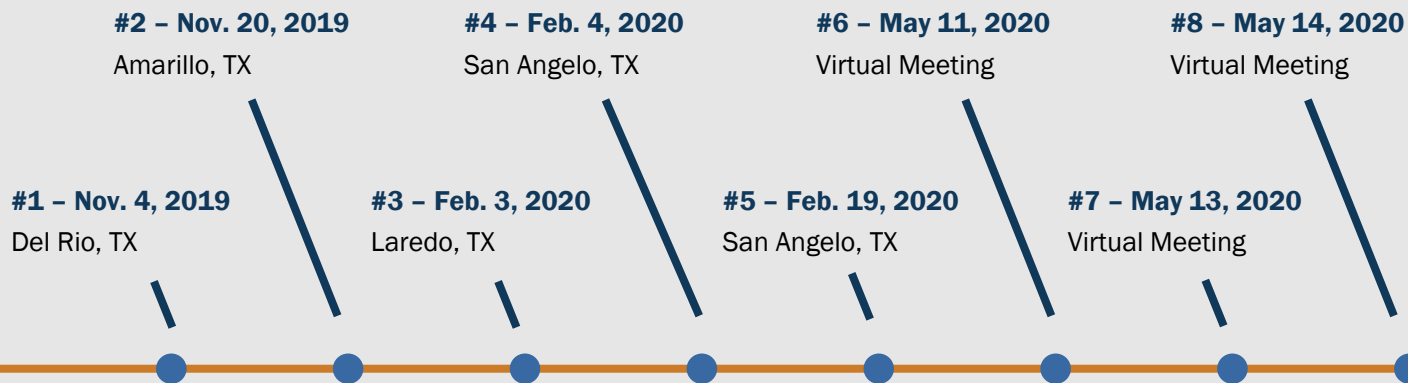 #1 – Nov. 4, 2019
Del Rio, TX
#2 – Nov. 20, 2019
Amarillo, TX
#3 – Feb. 3, 2020
Laredo, TX
#4 – Feb. 4, 2020
San Angelo, TX
#5 – Feb. 19, 2020
San Angelo, TX
#6 – May 11, 2020
Virtual Meeting
#7 – May 13, 2020
Virtual Meeting
#8 – May 14, 2020
Virtual Meeting